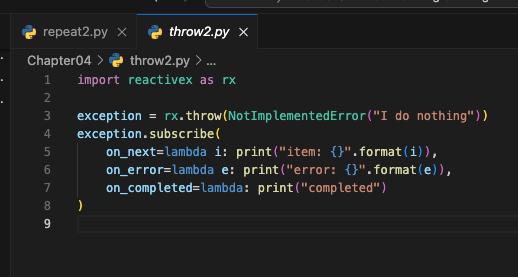 repeat2.py
throw2.py
Chapter04 > throw2.py > ...
1 import reactivex as rx
2
3 exception = rx.throw(NotImplementedError("I do nothing"))
4 exception.subscribe(
5     on_next=lambda i: print("item: {}".format(i)),
6     on_error=lambda e: print("error: {}".format(e)),
7     on_completed=lambda: print("completed")
8 )
9